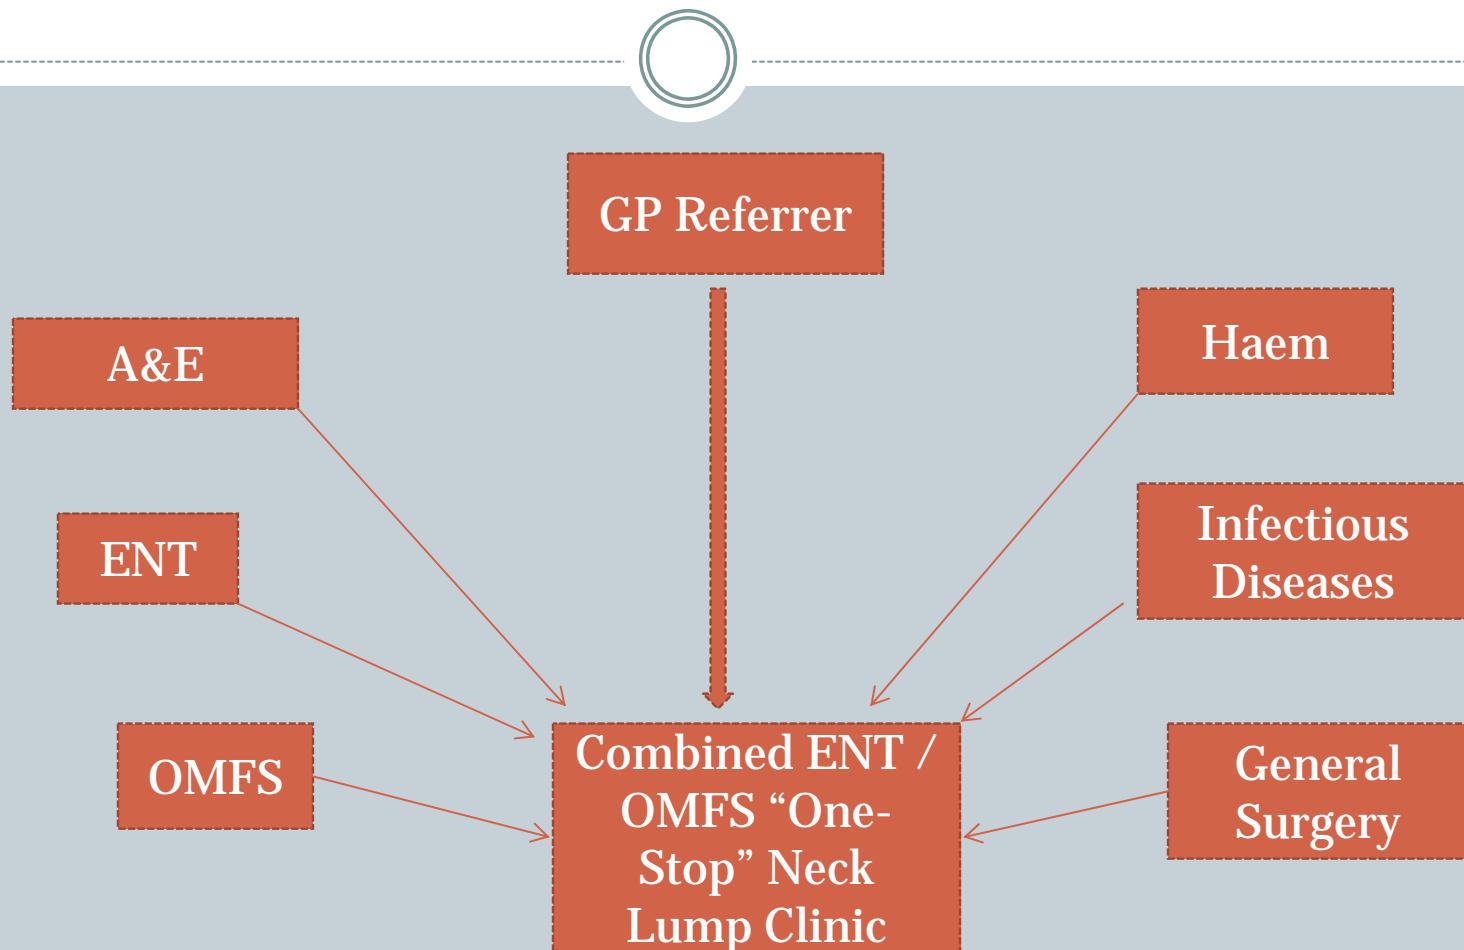 GP Referrer
A&E
Haem
ENT
Infectious
Diseases
OMFS
Combined ENT /
OMFS “One-
Stop” Neck
Lump Clinic
General
Surgery